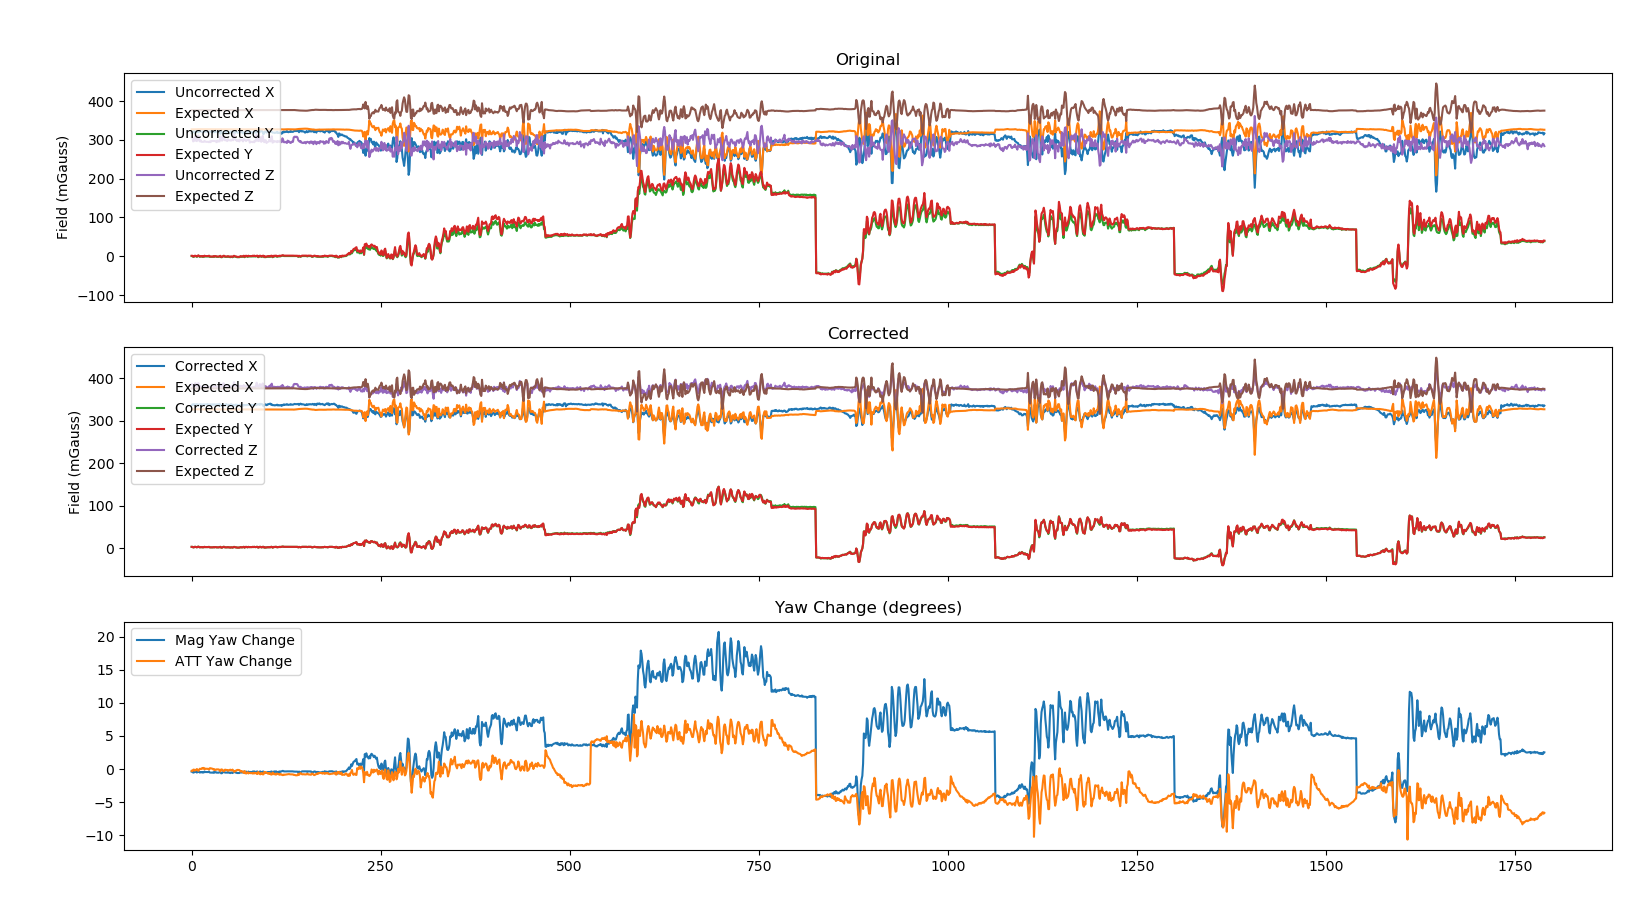 Original
Uncorrected X
Expected X
Uncorrected Y
Expected Y
Uncorrected Z
Expected Z
Field (mGauss)
400
300
200
100
0
−100
Corrected
Corrected X
Expected X
Corrected Y
Expected Y
Corrected Z
Expected Z
Field (mGauss)
400
300
200
100
0
Yaw Change (degrees)
Mag Yaw Change
ATT Yaw Change
20
15
10
5
0
−5
−10
0 250 500 750 1000 1250 1500 1750